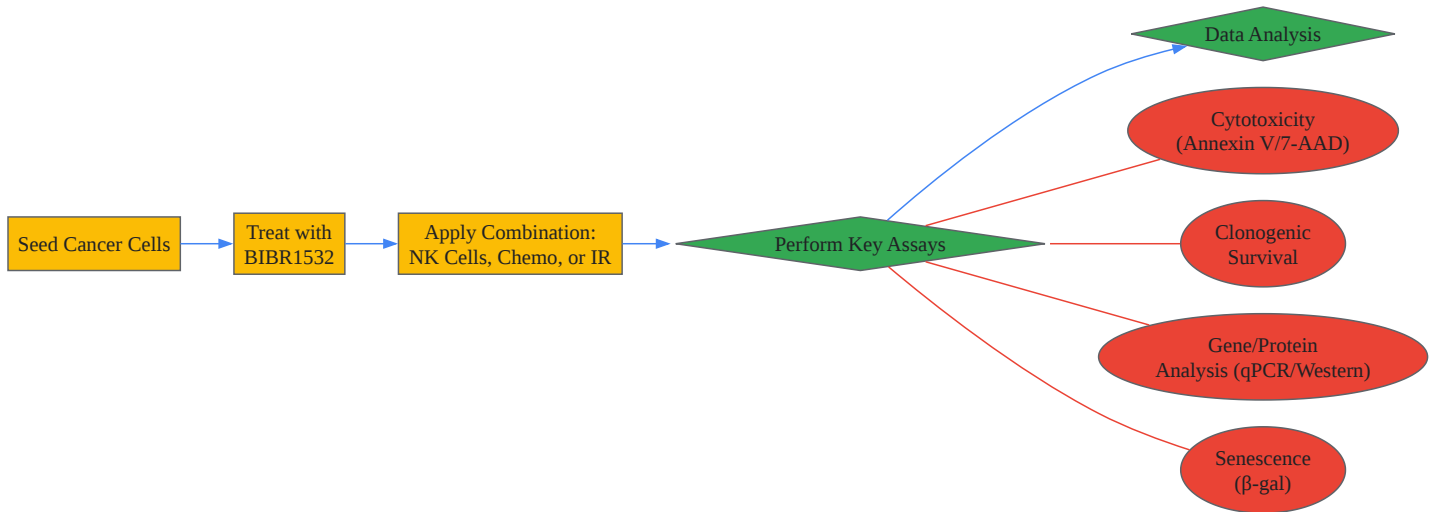 Seed Cancer Cells
Treat with
BIBR1532
Apply Combination:
NK Cells, Chemo, or IR
Perform Key Assays
Data Analysis
Cytotoxicity
(Annexin V/7-AAD)
Clonogenic
Survival
Gene/Protein
Analysis (qPCR/Western)
Senescence
(β-gal)